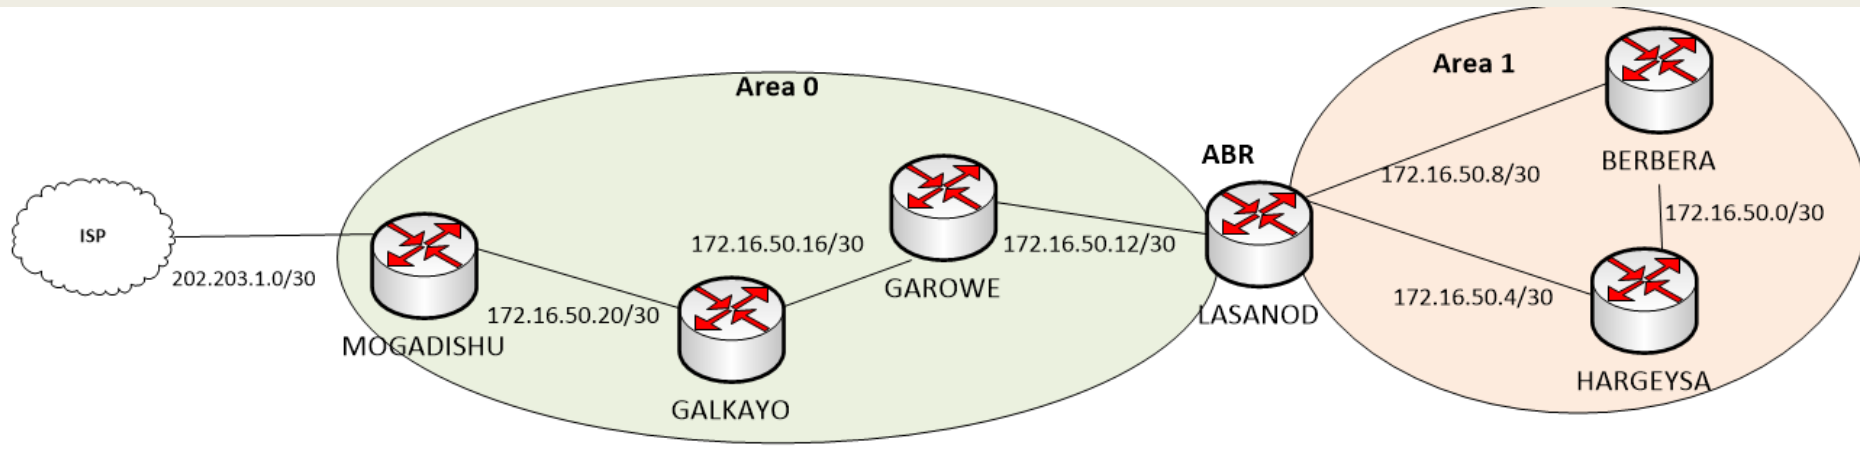 Area 0
Area 1
ABR
BERBERA
172.16.50.8/30
172.16.50.0/30
ISP
202.203.1.0/30
172.16.50.16/30
172.16.50.12/30
GAROWE
172.16.50.4/30
172.16.50.20/30
LASANOD
MOGADISHU
HARGEYSA
GALKAYO